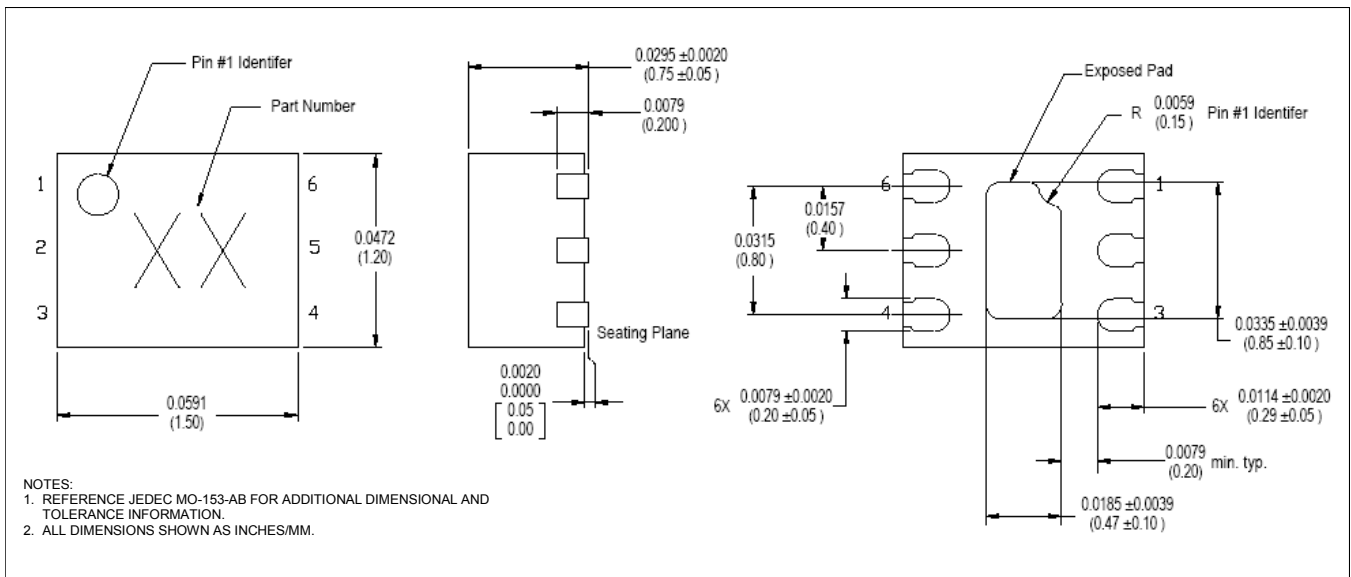 Pin #1 Identifer
Part Number
1
2
3
6
5
4
0.0472
(1.20)
0.0591
(1.50)
0.0295 ±0.0020
(0.75 ±0.05 )
0.0079
(0.200 )
Seating Plane
0.0020
0.0000
[ 0.05 ]
[ 0.00 ]
Exposed Pad
R 0.0059 Pin #1 Identifer
(0.15)
6
4
1
3
0.0157
(0.40)
0.0315
(0.80 )
6X 0.0079 ±0.0020
(0.20 ±0.05 )
0.0335 ±0.0039
(0.85 ±0.10 )
6X 0.0114 ±0.0020
(0.29 ±0.05 )
0.0079 min. typ.
(0.20)
0.0185 ±0.0039
(0.47 ±0.10 )
NOTES:
1. REFERENCE JEDEC MO-153-AB FOR ADDITIONAL DIMENSIONAL AND
TOLERANCE INFORMATION.
2. ALL DIMENSIONS SHOWN AS INCHES/MM.
XX